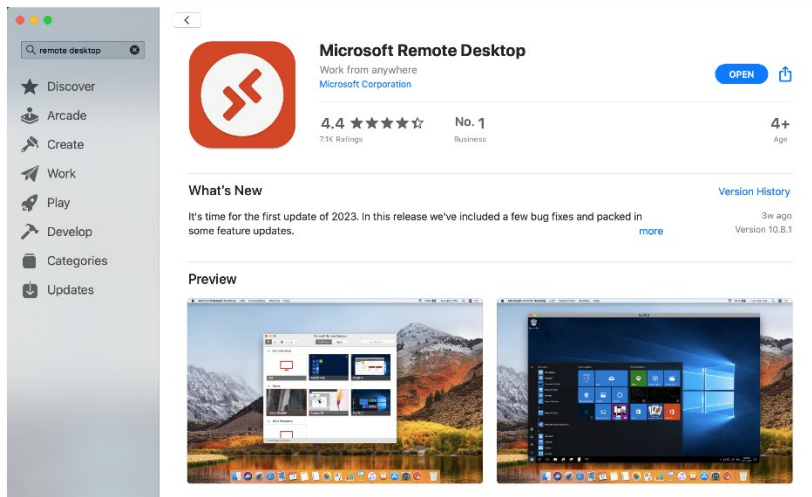 remote desktop
Discover
Arcade
Create
Work
Play
Develop
Categories
Updates
Microsoft Remote Desktop
Work from anywhere
Microsoft Corporation
OPEN
4.4
No. 1
4+
7.1K Ratings
Business
Age
What's New
Version History
It's time for the first update of 2023. In this release we've included a few bug fixes and packed in
3w ago
some feature updates.
more
Version 10.8.1
Preview